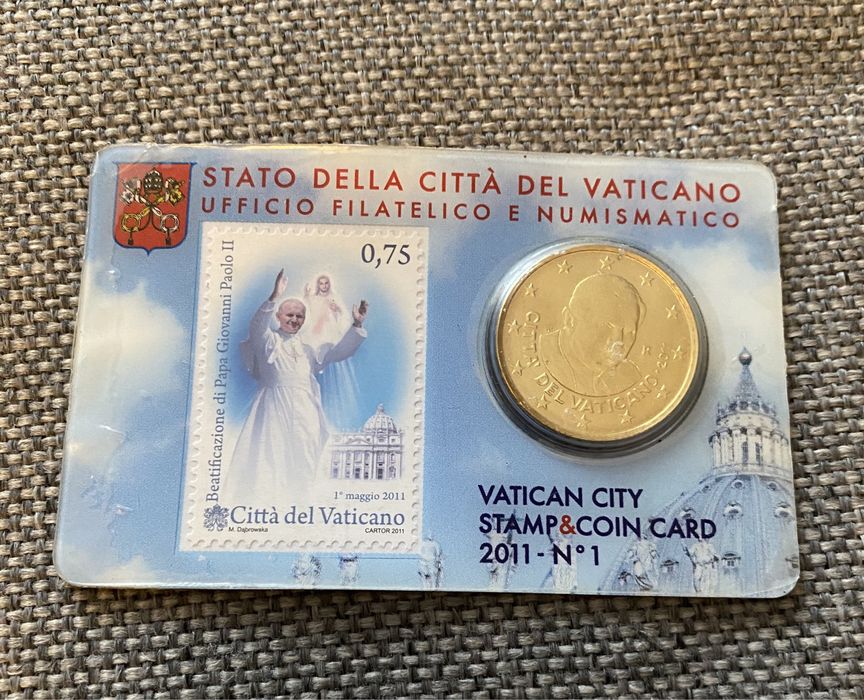 STATO DELLA CITTÀ DEL VATICANO
UFFICIO FILATELICO E NUMISMATICO
0,75
Beatificazione di Papa Giovanni Paolo II
1° maggio 2011
Città del Vaticano
M. Dąbrowska
CARTOR 2011
CITTÀ DEL VATICANO 2011
R
VATICAN CITY
STAMP&COIN CARD
2011 - N° 1